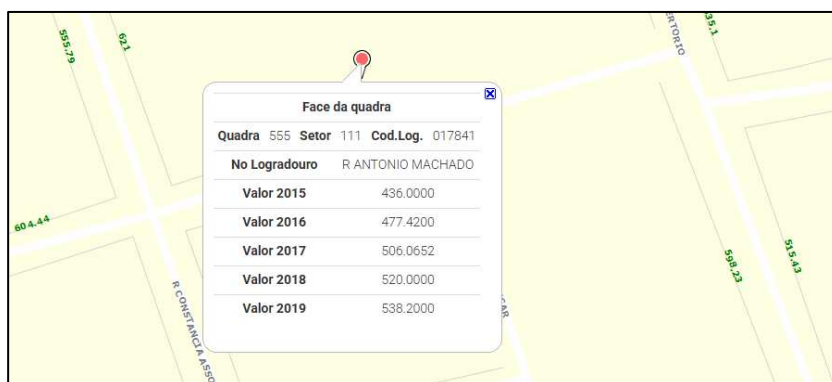 555.79
621
ERTORIO
535.1
Face da quadra
Quadra 555 Setor 111 Cod.Log. 017841
No Logradouro R ANTONIO MACHADO
Valor 2015 436.0000
Valor 2016 477.4200
Valor 2017 506.0652
Valor 2018 520.0000
Valor 2019 538.2000
604.44
R CONSTANCIA ASSO
CAR
598.23
515.43